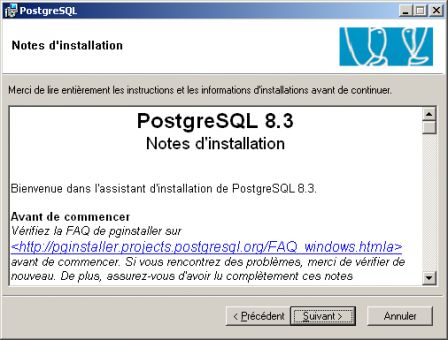 PostgreSQL
Notes d'installation
Merci de lire entièrement les instructions et les informations d'installations avant de continuer.
PostgreSQL 8.3
Notes d'installation
Bienvenue dans l'assistant d'installation de PostgreSQL 8.3.
Avant de commencer
Vérifiez la FAQ de pginstaller sur
<http://pginstaller.projects.postgresql.org/FAQ_windows.htmla>
avant de commencer. Si vous rencontrez des problèmes, merci de vérifier de
nouveau. De plus, assurez-vous d'avoir lu complètement ces notes
< Précédent
Suivant >
Annuler